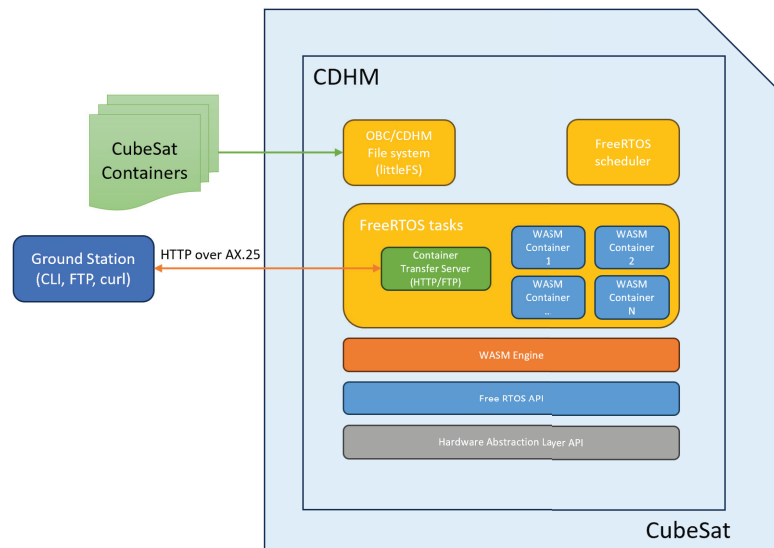 CDHM
CubeSat
Containers
OBC/CDHM
File system
(littleFS)
FreeRTOS
scheduler
Ground Station
(CLI, FTP, curl)
HTTP over AX.25
FreeRTOS tasks
Container
Transfer Server
(HTTP/FTP)
WASM
Container
1
WASM
Container
2
WASM
Container
..
WASM
Container
N
WASM Engine
Free RTOS API
Hardware Abstraction Layer API
CubeSat